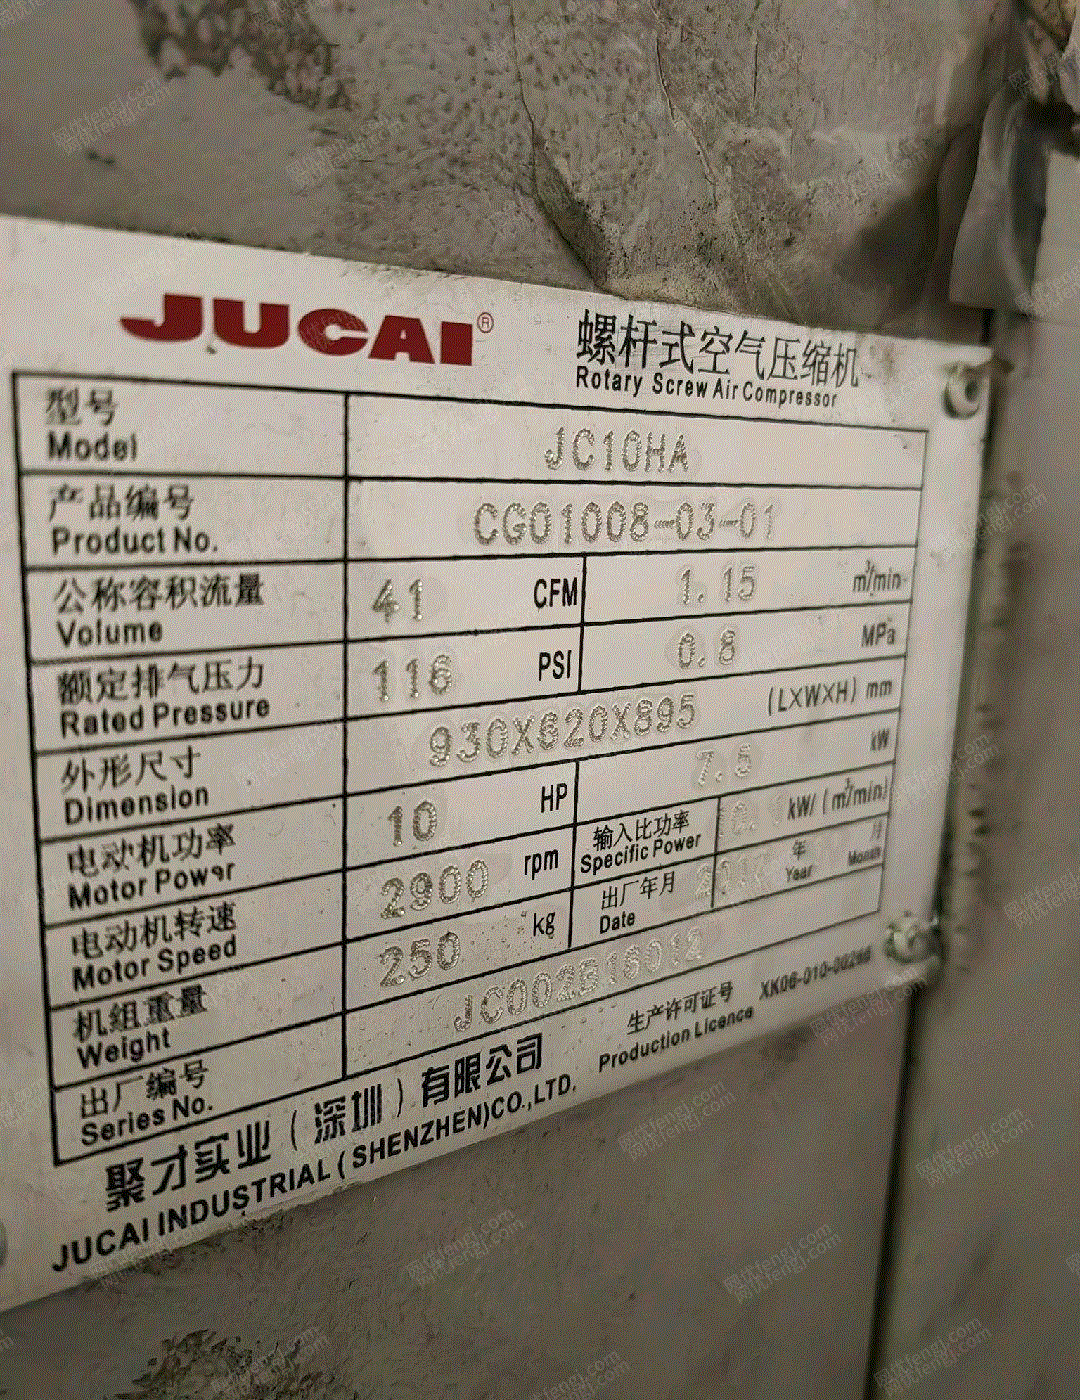 JUCAI®
螺杆式空气压缩机
Rotary Screw Air Compressor
型号
Model
JC10HA
产品编号
Product No.
CG01008-03-01
公称容积流量
Volume
41 CFM 1.15 m³/min
额定排气压力
Rated Pressure
116 PSI 0.8 MPa
外形尺寸
Dimension
930X620X895 (L×W×H) mm
电动机功率
Motor Power
10 HP 7.5 kW
电动机转速
Motor Speed
2900 rpm
输入比功率
Specific Power
kW/(m³/min)
机组重量
Weight
250 kg
出厂年月
Date
年
Year
月
Month
出厂编号
Series No.
聚才实业(深圳)有限公司
JUCAI INDUSTRIAL(SHENZHEN)CO.,LTD.
生产许可证号
Production Licence